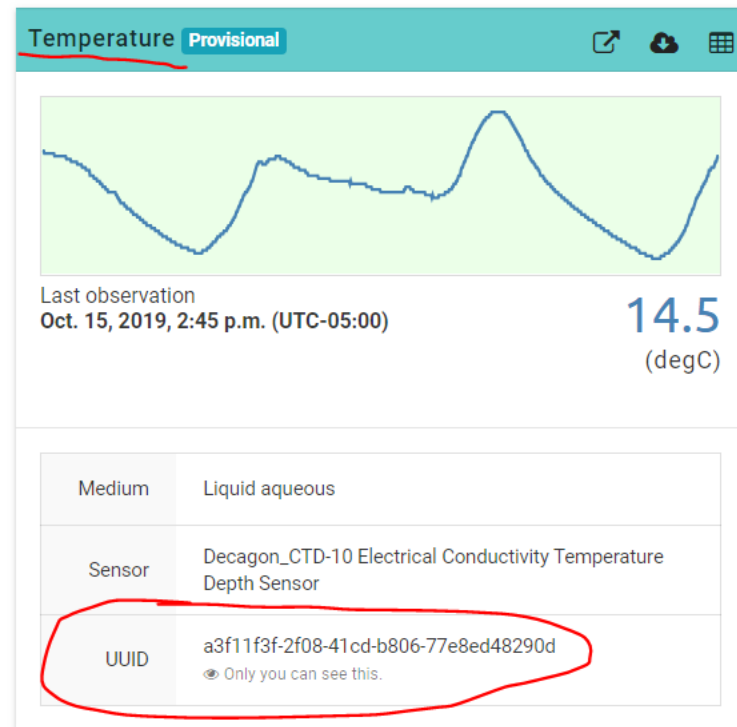 Temperature Provisional
Last observation
Oct. 15, 2019, 2:45 p.m. (UTC-05:00)
14.5
(degC)
Medium Liquid aqueous
Sensor Decagon_CTD-10 Electrical Conductivity Temperature
Depth Sensor
UUID a3f11f3f-2f08-41cd-b806-77e8ed48290d
Only you can see this.